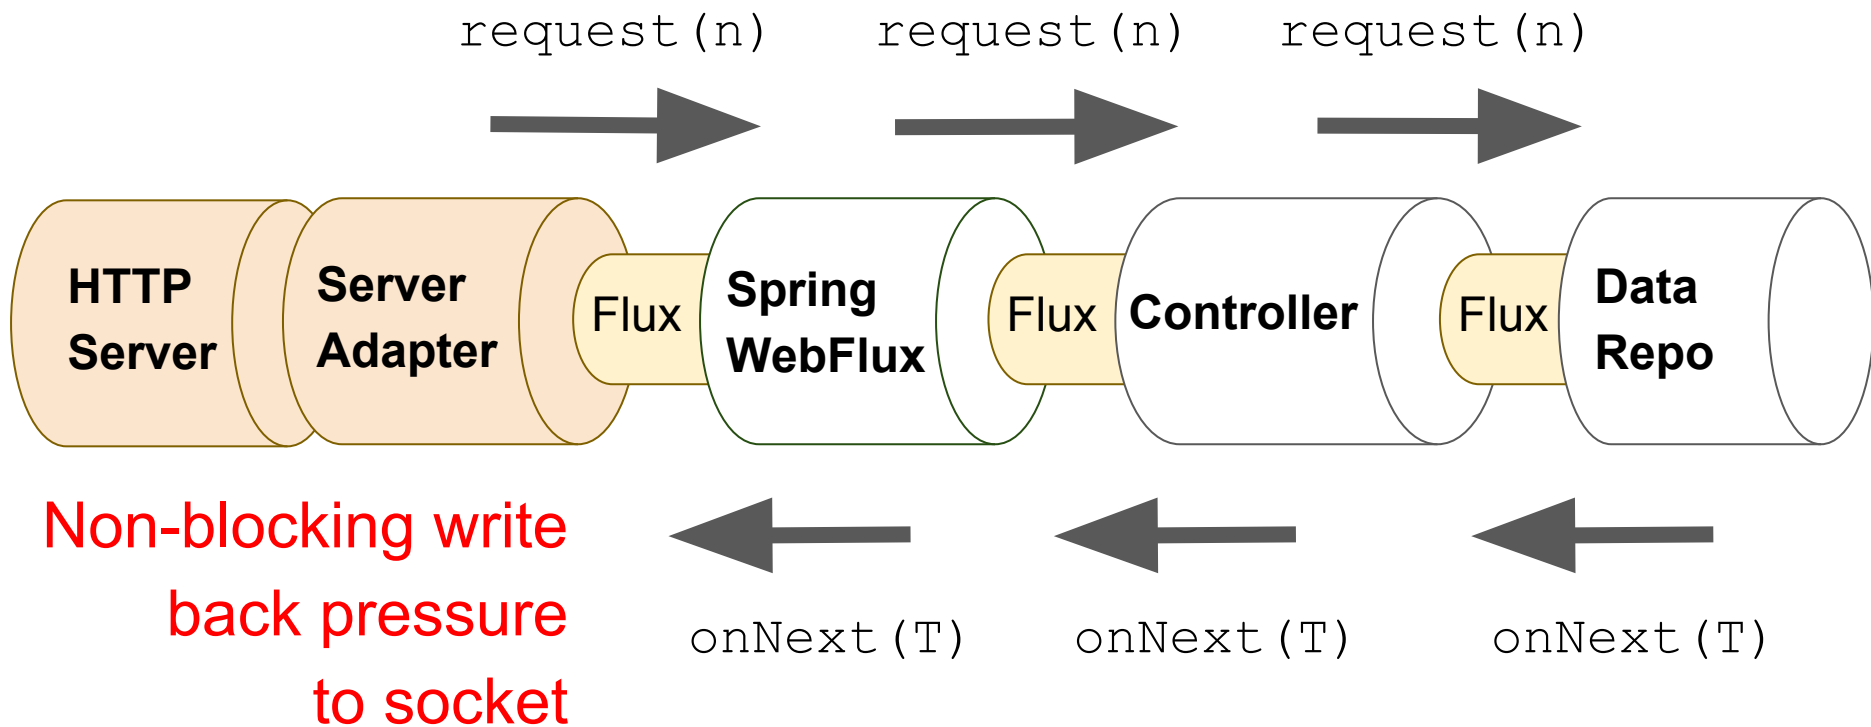 request(n) request(n) request(n)
HTTP
Server
Server
Adapter
Flux
Spring
WebFlux
Flux
Controller
Flux
Data
Repo
Non-blocking write
back pressure
to socket
onNext(T) onNext(T) onNext(T)